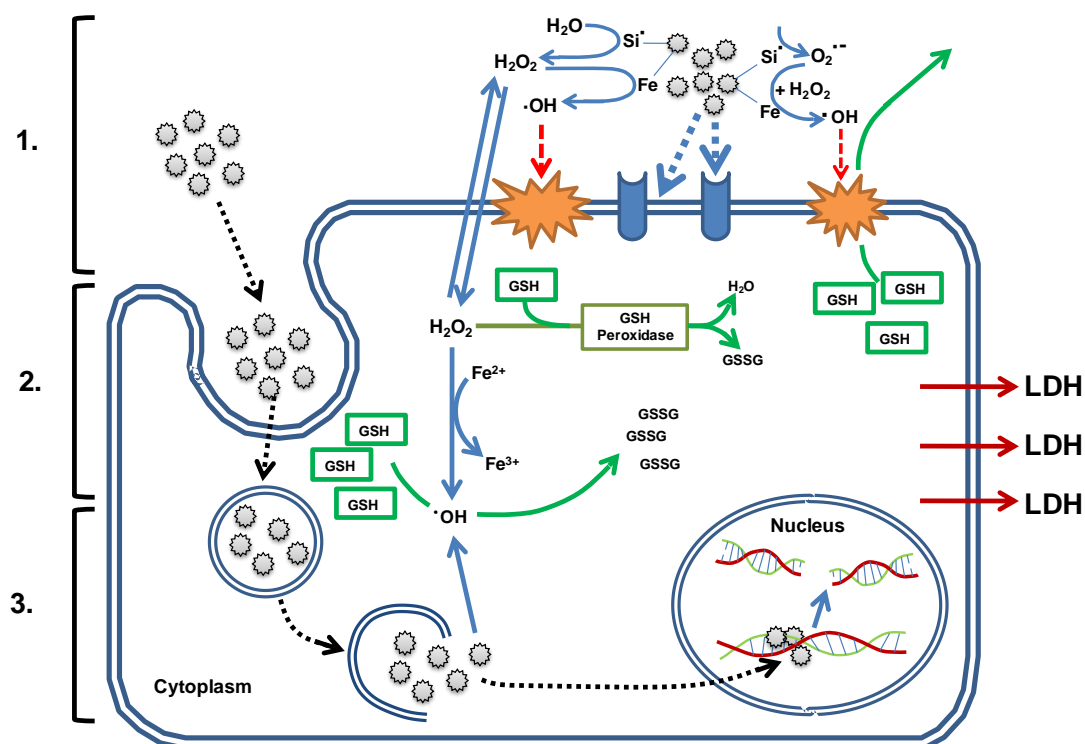 1.
H₂O
Si•
H₂O₂
Fe
•OH
Si•
O₂•-
+ H₂O₂
Fe
•OH
2.
GSH
H₂O
H₂O₂
GSH
Peroxidase
GSSG
GSH
GSH
GSH
Fe²⁺
Fe³⁺
GSH
GSH
GSH
GSSG
GSSG
GSSG
LDH
LDH
LDH
3.
•OH
Nucleus
Cytoplasm